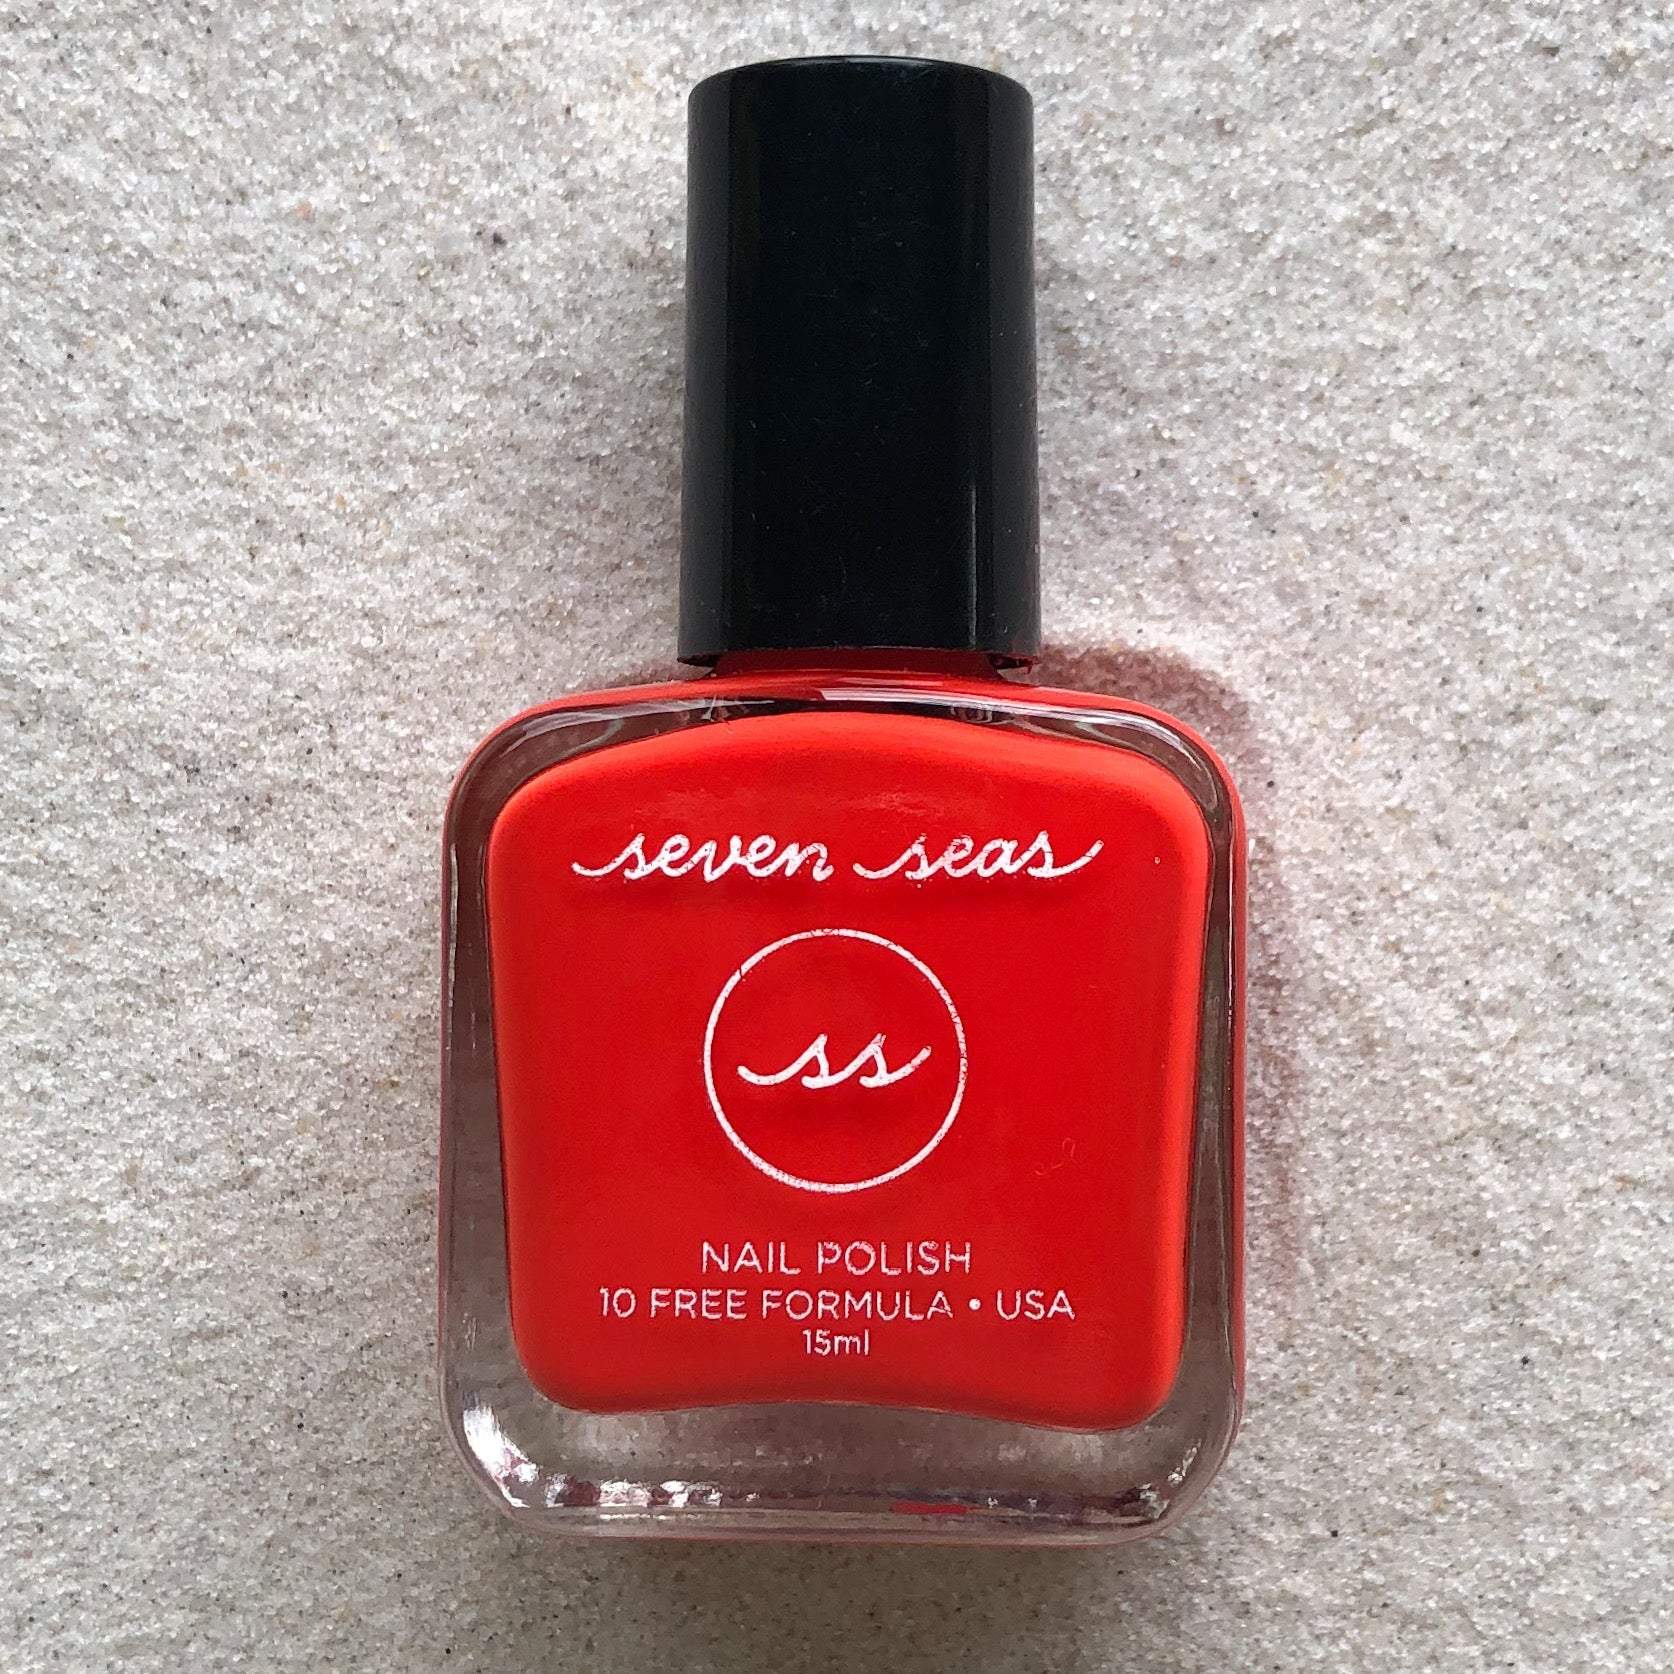 seven seas
ss
NAIL POLISH
10 FREE FORMULA • USA
15ml